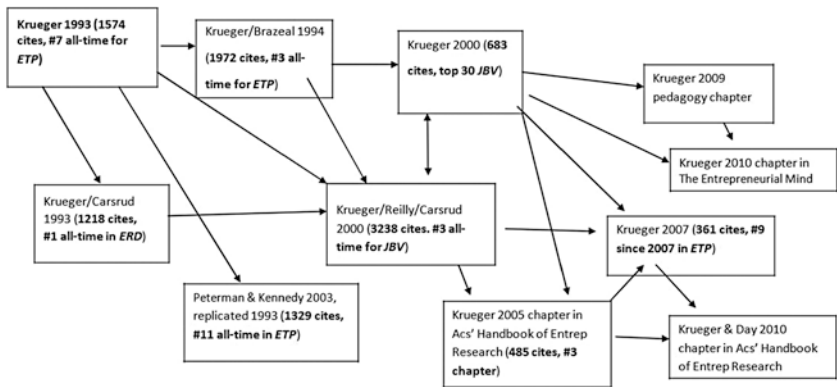 Krueger 1993 (1574
cites, #7 all-time for
ETP)
Krueger/Brazeal 1994
(1972 cites, #3 all-
time for ETP)
Krueger 2000 (683
cites, top 30 JBV)
Krueger 2009
pedagogy chapter
Krueger 2010 chapter in
The Entrepreneurial Mind
Krueger/Carsrud
1993 (1218 cites,
#1 all-time in ERD)
Krueger/Reilly/Carsrud
2000 (3238 cites. #3 all-
time for JBV)
Krueger 2007 (361 cites, #9
since 2007 in ETP)
Peterman & Kennedy 2003,
replicated 1993 (1329 cites,
#11 all-time in ETP)
Krueger 2005 chapter in
Acs' Handbook of Entrep
Research (485 cites, #3
chapter)
Krueger & Day 2010
chapter in Acs' Handbook
of Entrep Research